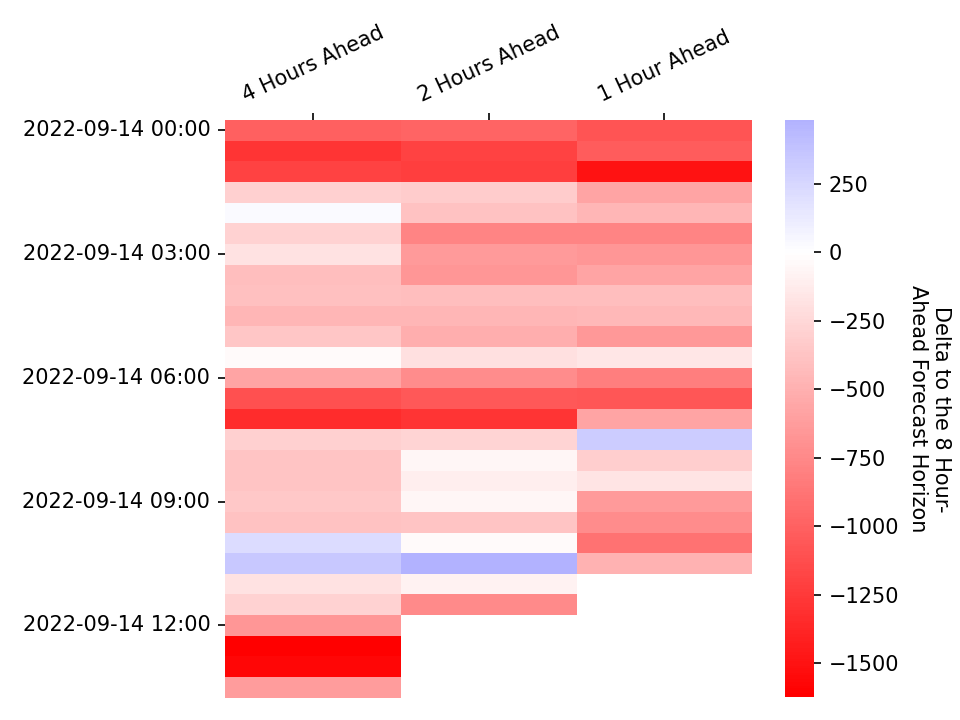 4 Hours Ahead
2 Hours Ahead
1 Hour Ahead
2022-09-14 00:00
2022-09-14 03:00
2022-09-14 06:00
2022-09-14 09:00
2022-09-14 12:00
250
0
−250
−500
−750
−1000
−1250
−1500
Delta to the 8 Hour-
Ahead Forecast Horizon